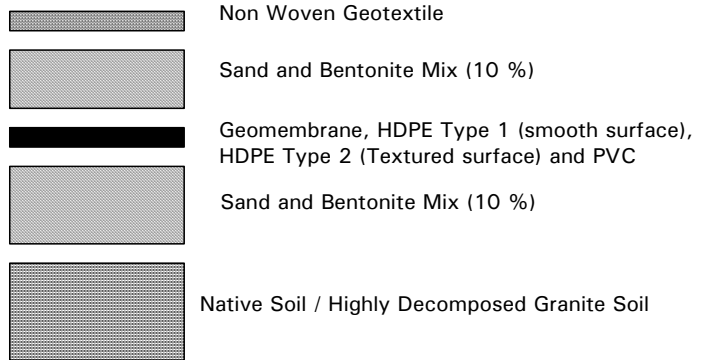 Non Woven Geotextile
Sand and Bentonite Mix (10 %)
Geomembrane, HDPE Type 1 (smooth surface),
HDPE Type 2 (Textured surface) and PVC
Sand and Bentonite Mix (10 %)
Native Soil / Highly Decomposed Granite Soil